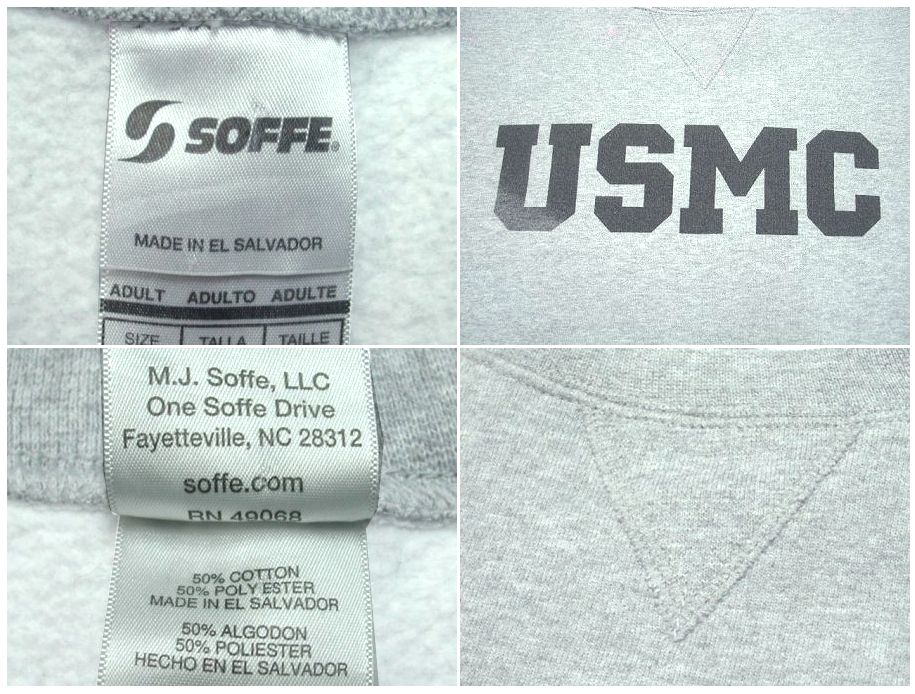 SOFFE®
MADE IN EL SALVADOR
ADULT ADULTO ADULTE
SIZE TALLA TAILLE
USMC
M.J. Soffe, LLC
One Soffe Drive
Fayetteville, NC 28312
soffe.com
RN 49068
50% COTTON
50% POLYESTER
MADE IN EL SALVADOR
50% ALGODON
50% POLIESTER
HECHO EN EL SALVADOR